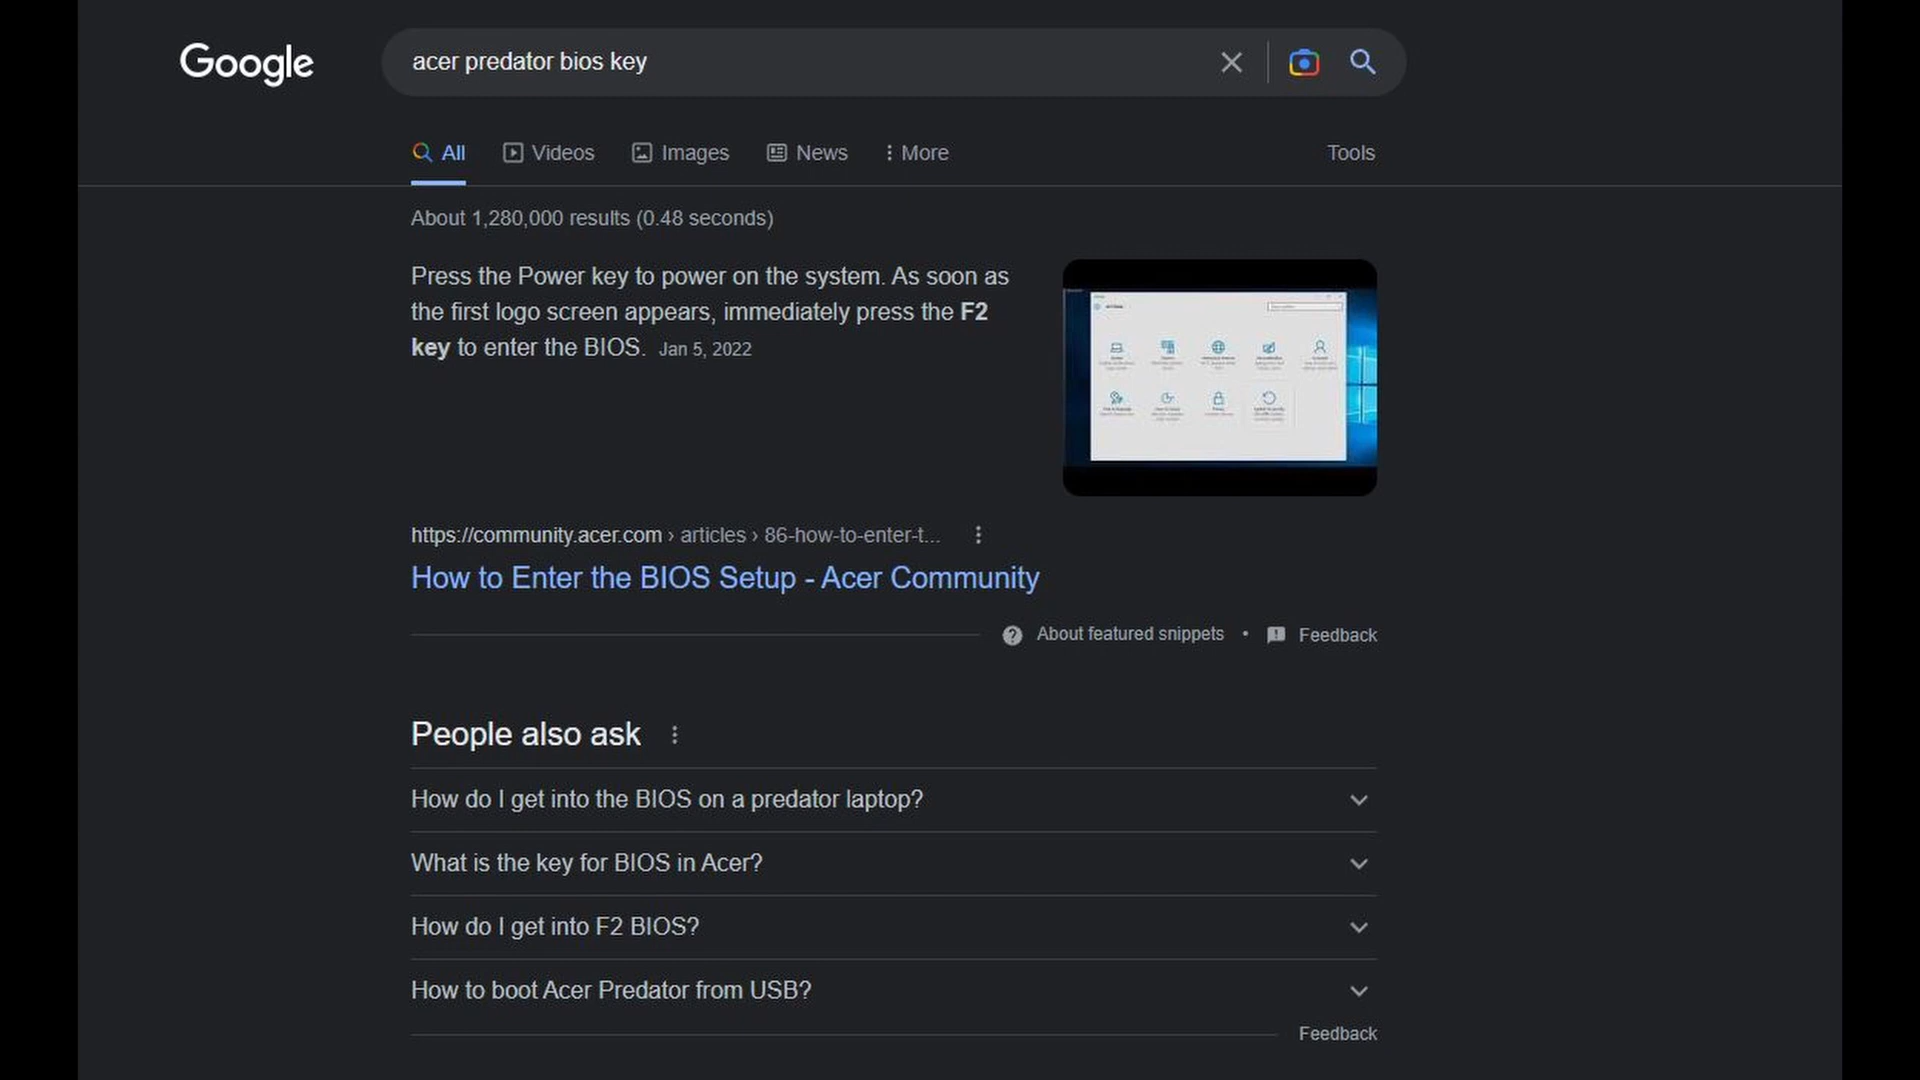 Google
acer predator bios key
All Videos Images News More Tools
About 1,280,000 results (0.48 seconds)
Press the Power key to power on the system. As soon as
the first logo screen appears, immediately press the F2
key to enter the BIOS. Jan 5, 2022
https://community.acer.com › articles › 86-how-to-enter-t...
How to Enter the BIOS Setup - Acer Community
About featured snippets • Feedback
People also ask
How do I get into the BIOS on a predator laptop?
What is the key for BIOS in Acer?
How do I get into F2 BIOS?
How to boot Acer Predator from USB?
Feedback